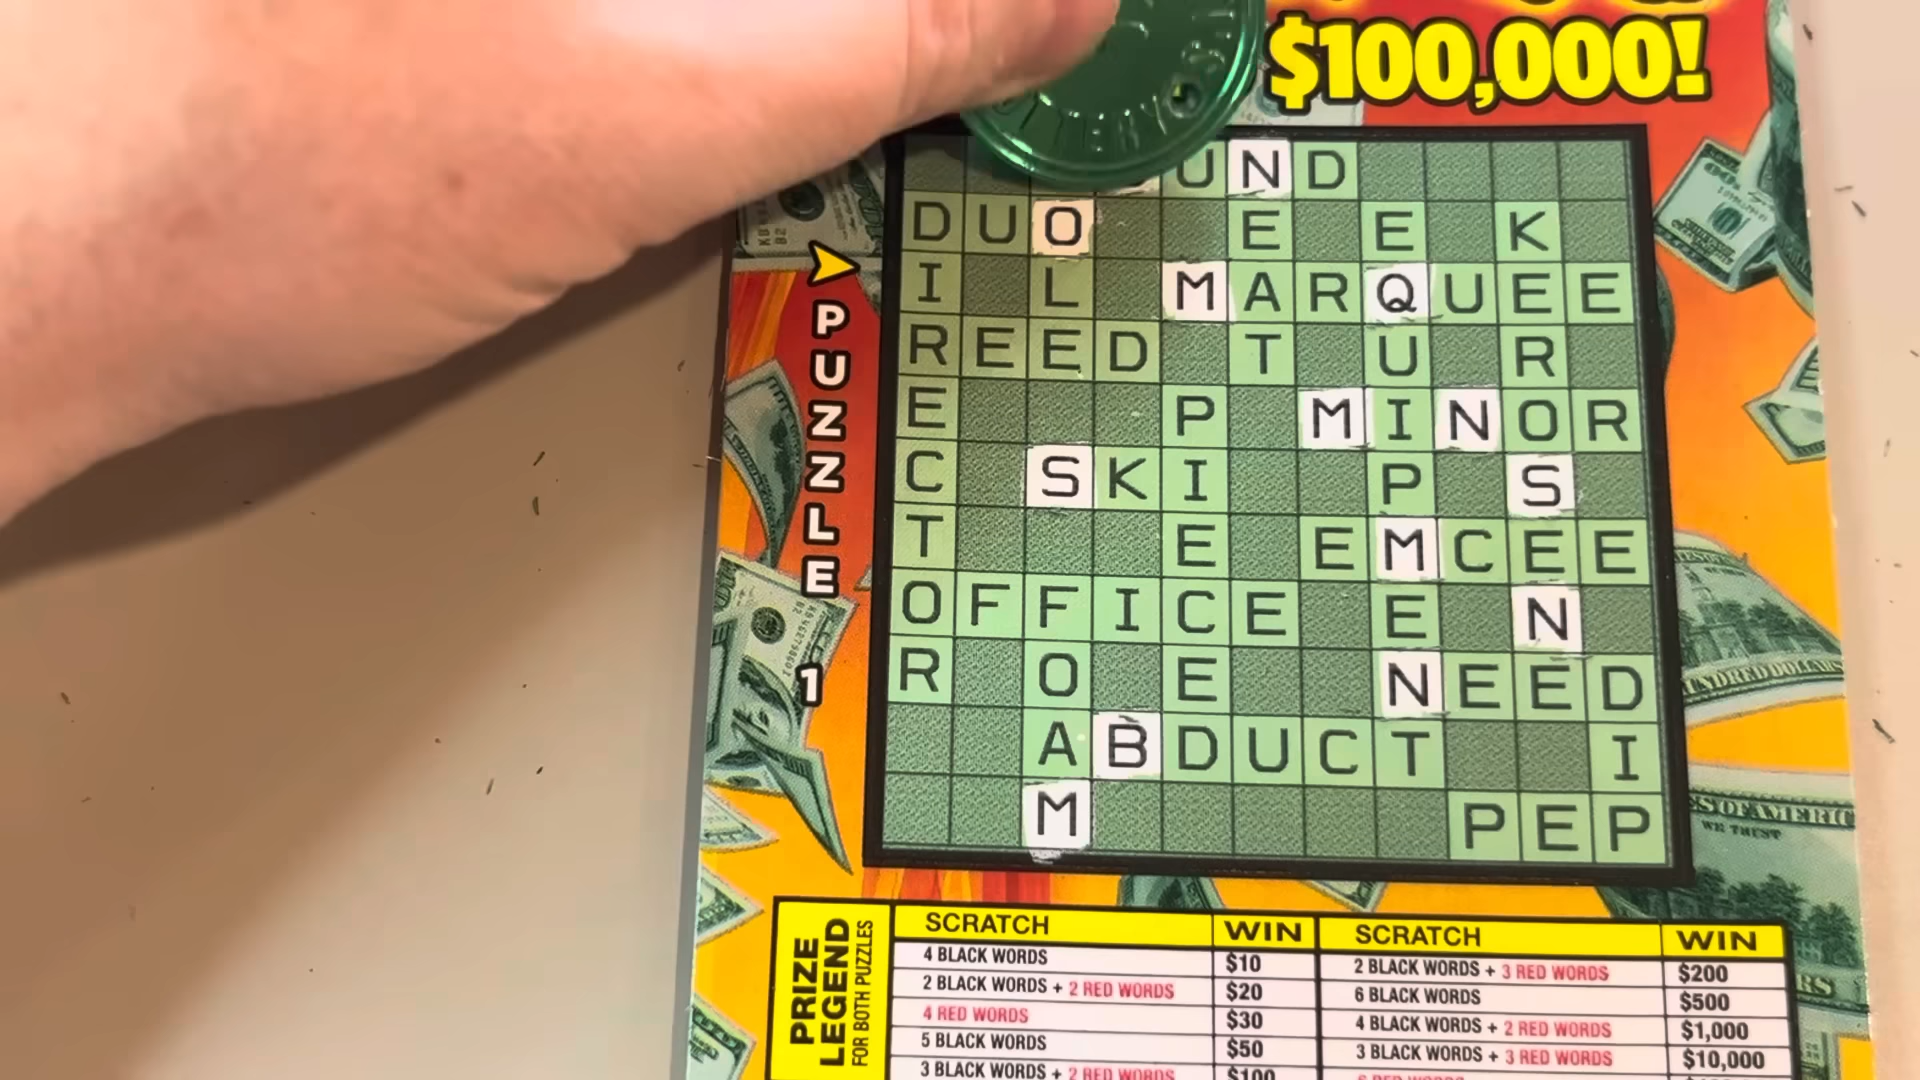 $100,000!
UND
DUO E E K
I L MARQUEE
REED T U R
E P MINOR
C SKI P S
T E EMCEE
OFFICE E N
R O E NEED
ABDUCT I
M PEP
PUZZLE 1
PRIZE LEGEND
FOR BOTH PUZZLES
SCRATCH WIN SCRATCH WIN
4 BLACK WORDS $10 2 BLACK WORDS + 3 RED WORDS $200
2 BLACK WORDS + 2 RED WORDS $20 6 BLACK WORDS $500
4 RED WORDS $30 4 BLACK WORDS + 2 RED WORDS $1,000
5 BLACK WORDS $50 3 BLACK WORDS + 3 RED WORDS $10,000
3 BLACK WORDS + 2 RED WORDS $100